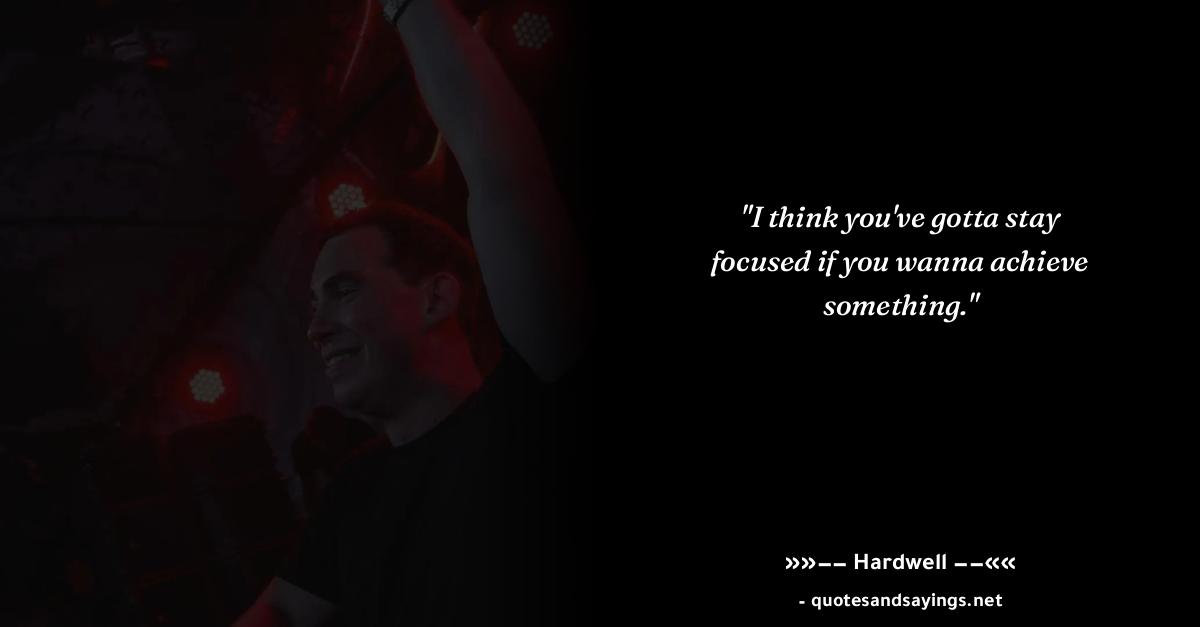 "I think you've gotta stay
focused if you wanna achieve
something."
»»−− Hardwell −−««
- quotesandsayings.net